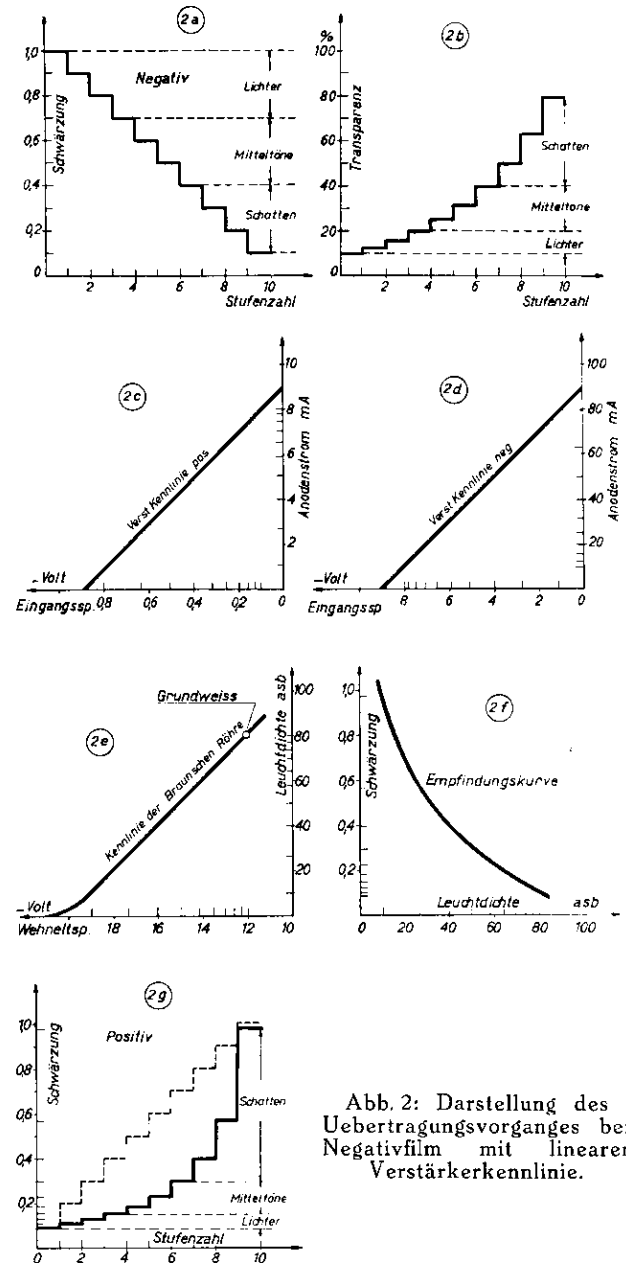 2a
1,0
0,8
0,6
0,4
0,2
0
Schwärzung
Negativ
Lichter
Mitteltöne
Schatten
2 4 6 8 10
Stufenzahl
2b
%
100
80
60
40
20
0
Transparenz
Schatten
Mitteltöne
Lichter
2 4 6 8 10
Stufenzahl
2c
10
8
6
4
2
Anodenstrom mA
Verst Kennlinie pos
-Volt
Eingangssp. 0,8 0,6 0,4 0,2 0
2d
100
80
60
40
20
Anodenstrom mA
Verst Kennlinie neg
-Volt
Eingangssp 8 6 4 2 0
2e
Grundweiss
100
80
60
40
20
Leuchtdichte asb
Kennlinie der Braunschen Röhre
-Volt
Wehneltsp. 18 16 14 12 10
2f
1,0
0,8
0,6
0,4
0,2
Schwärzung
Empfindungskurve
Leuchtdichte asb
0 20 40 60 80 100
2g
1,0
0,8
0,6
0,4
0,2
Schwärzung
Positiv
Schatten
Mitteltöne
Lichter
Stufenzahl
0 2 4 6 8 10
Abb. 2: Darstellung des
Uebertragungsvorganges bei
Negativfilm mit linearer
Verstärkerkennlinie.